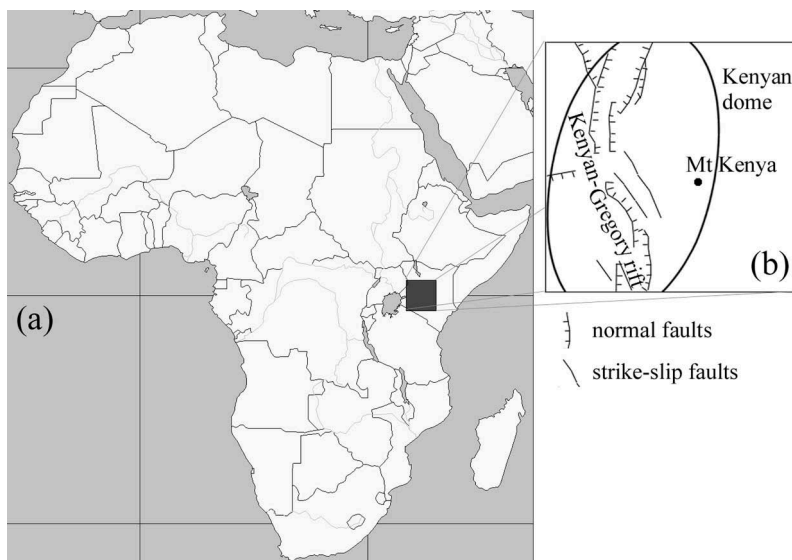 (a)
Kenyan
dome
Mt Kenya
Kenyan-Gregory rift
(b)
normal faults
strike-slip faults